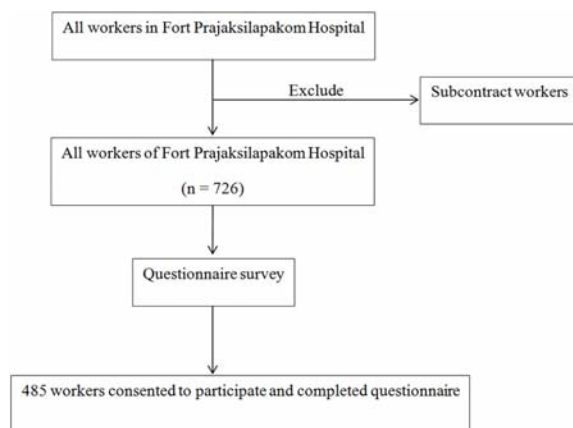 All workers in Fort Prajaksilapakom Hospital
Exclude
Subcontract workers
All workers of Fort Prajaksilapakom Hospital
(n = 726)
Questionnaire survey
485 workers consented to participate and completed questionnaire